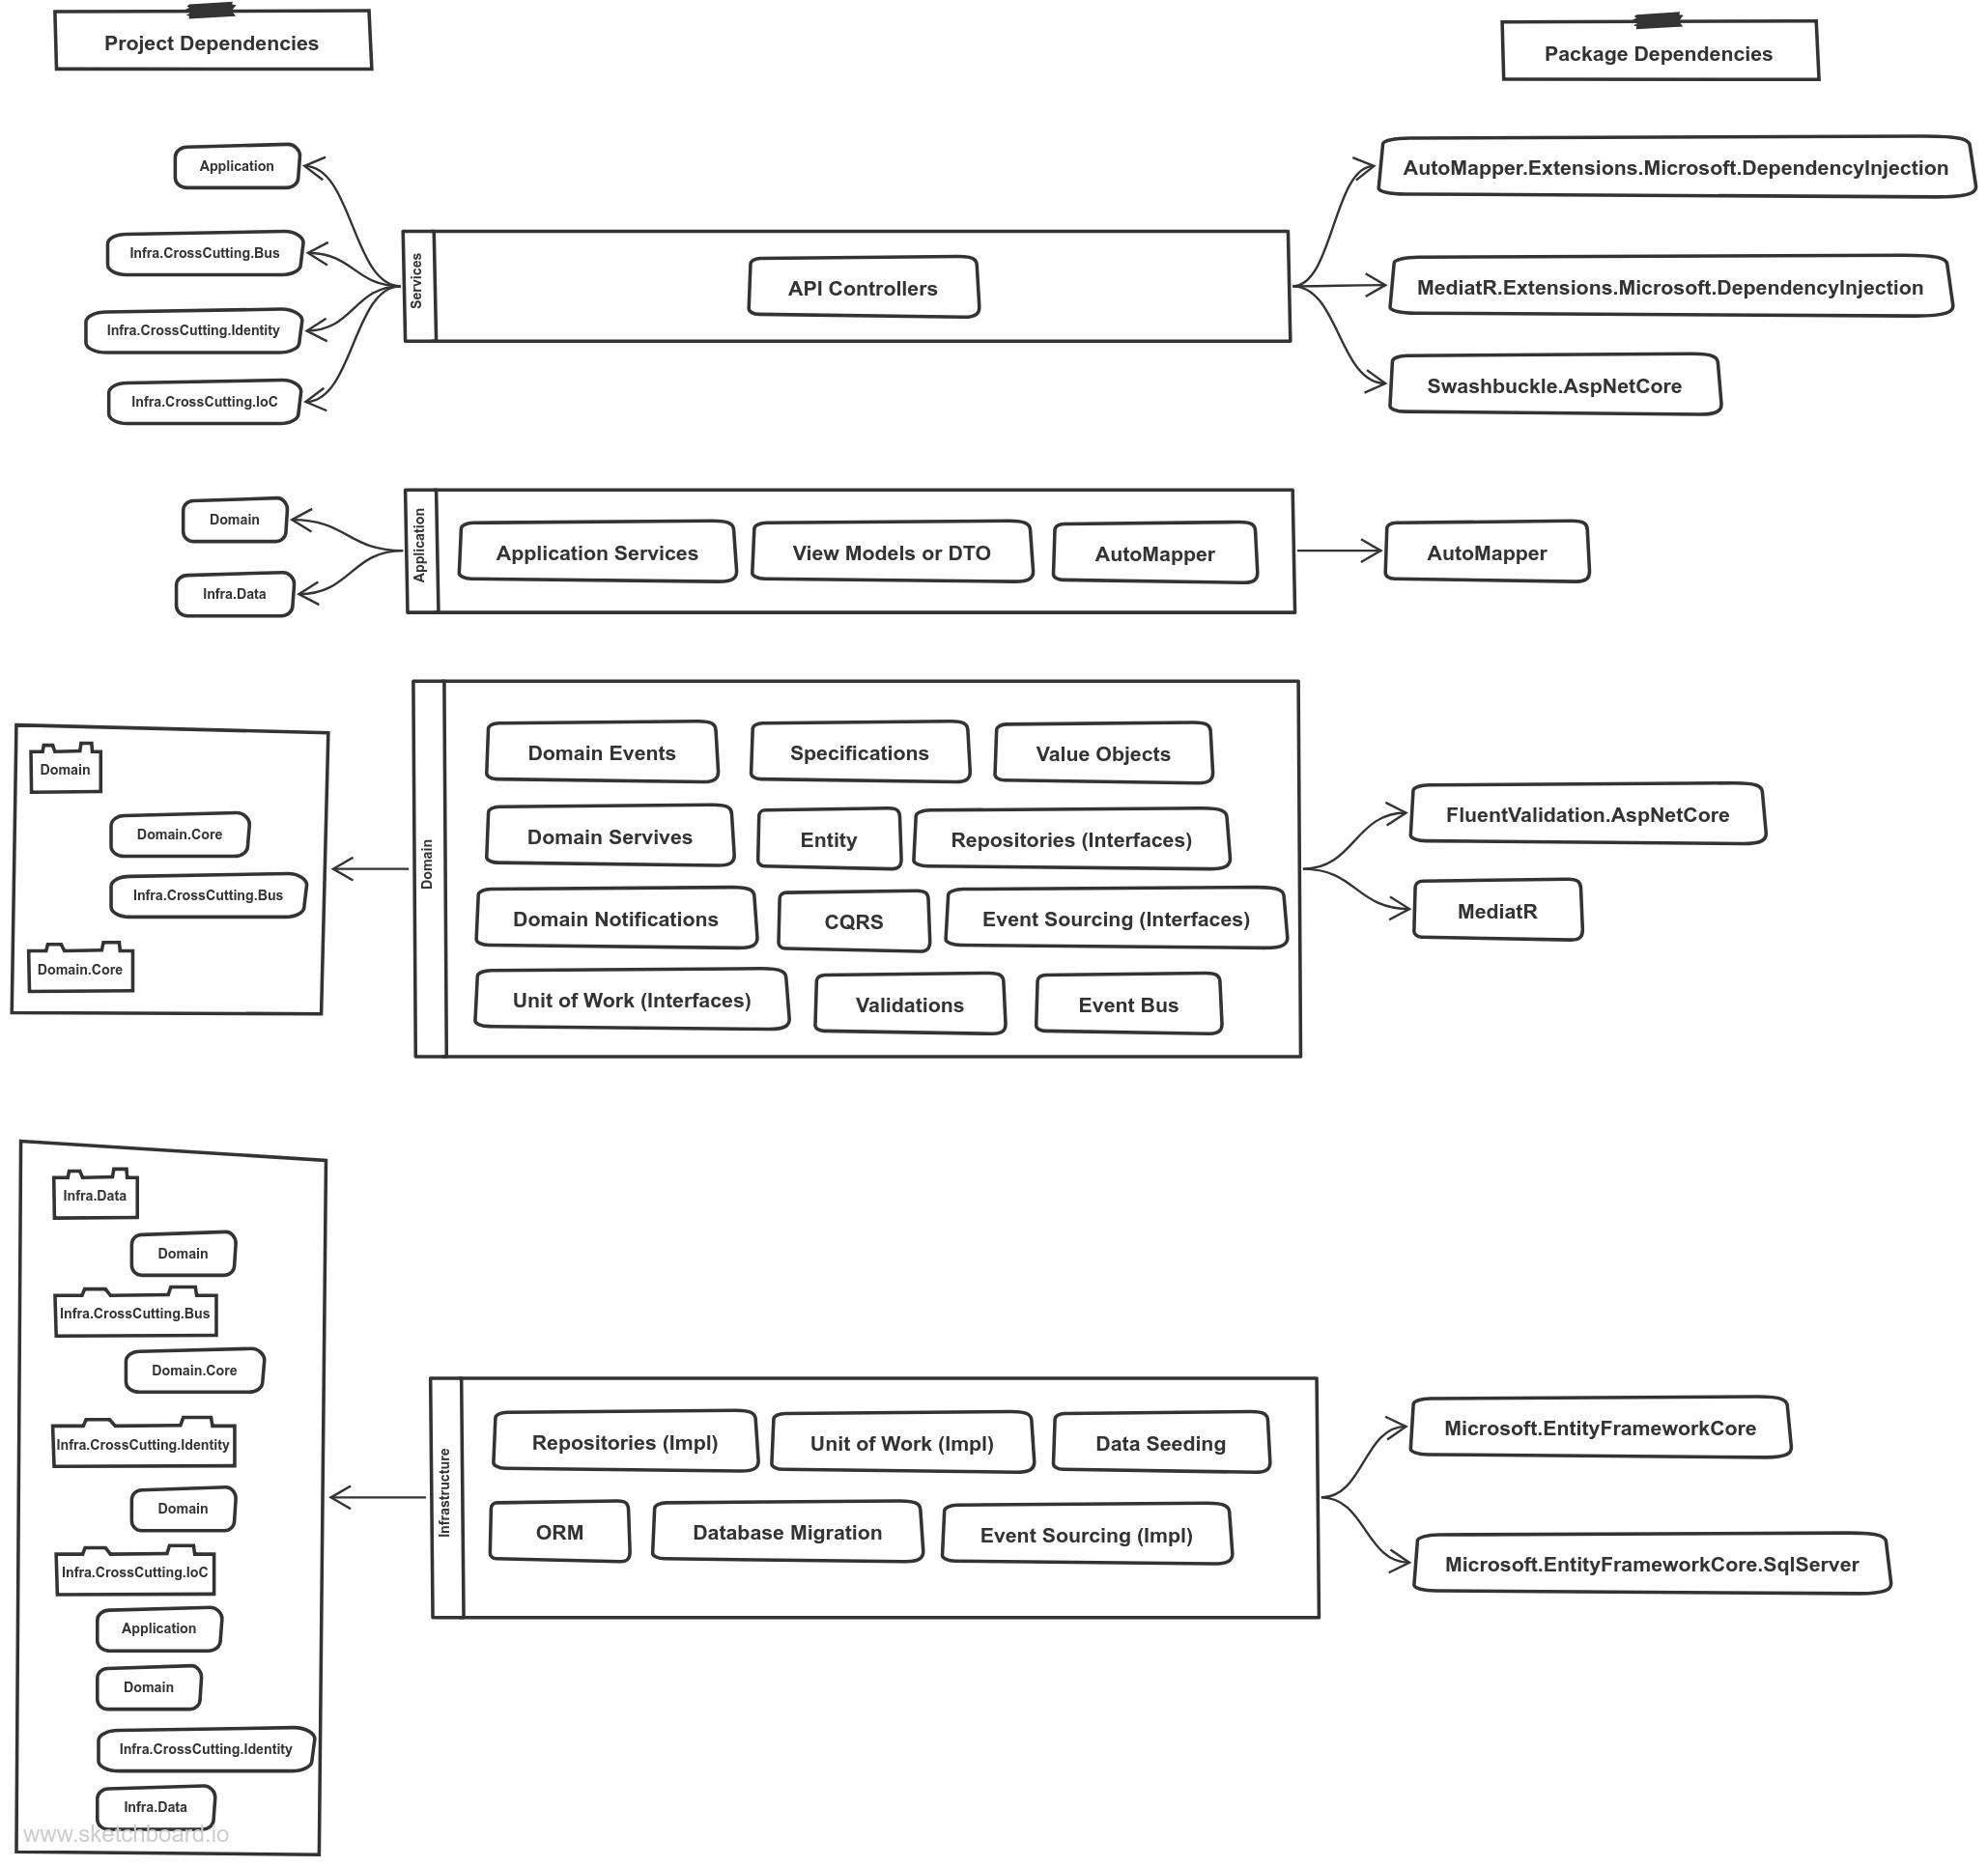 Project Dependencies
Package Dependencies
Application
Infra.CrossCutting.Bus
Infra.CrossCutting.Identity
Infra.CrossCutting.IoC
Services
API Controllers
AutoMapper.Extensions.Microsoft.DependencyInjection
MediatR.Extensions.Microsoft.DependencyInjection
Swashbuckle.AspNetCore
Domain
Infra.Data
Application
Application Services
View Models or DTO
AutoMapper
AutoMapper
Domain
Domain.Core
Infra.CrossCutting.Bus
Domain.Core
Domain
Domain Events
Specifications
Value Objects
Domain Servives
Entity
Repositories (Interfaces)
Domain Notifications
CQRS
Event Sourcing (Interfaces)
Unit of Work (Interfaces)
Validations
Event Bus
FluentValidation.AspNetCore
MediatR
Infra.Data
Domain
Infra.CrossCutting.Bus
Domain.Core
Infra.CrossCutting.Identity
Domain
Infra.CrossCutting.IoC
Application
Domain
Infra.CrossCutting.Identity
Infra.Data
www.sketchboard.io
Infrastructure
Repositories (Impl)
Unit of Work (Impl)
Data Seeding
ORM
Database Migration
Event Sourcing (Impl)
Microsoft.EntityFrameworkCore
Microsoft.EntityFrameworkCore.SqlServer